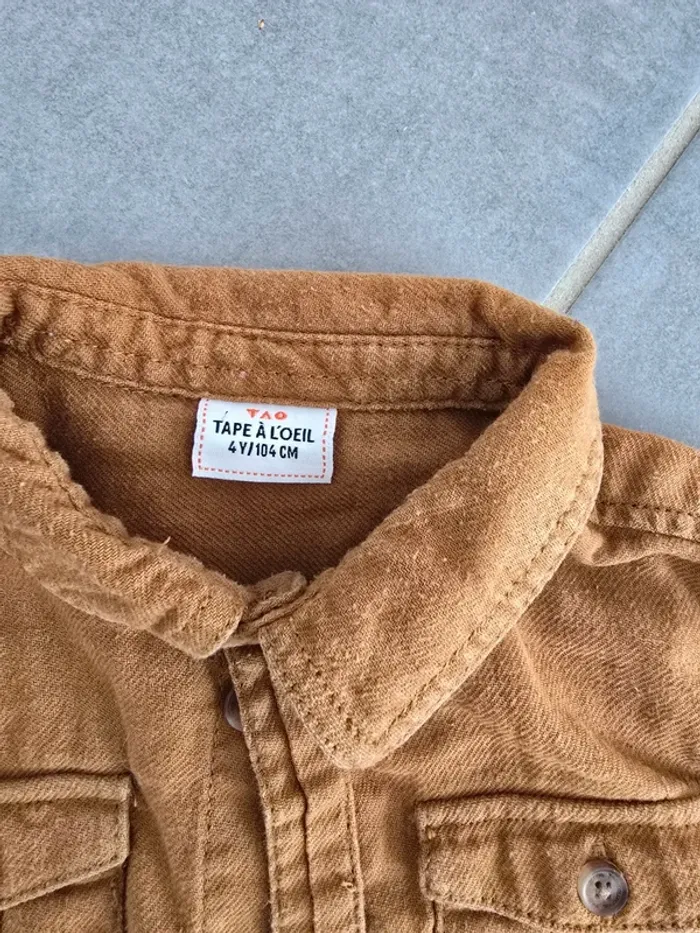 TAO
TAPE À L'OEIL
4Y/104 CM